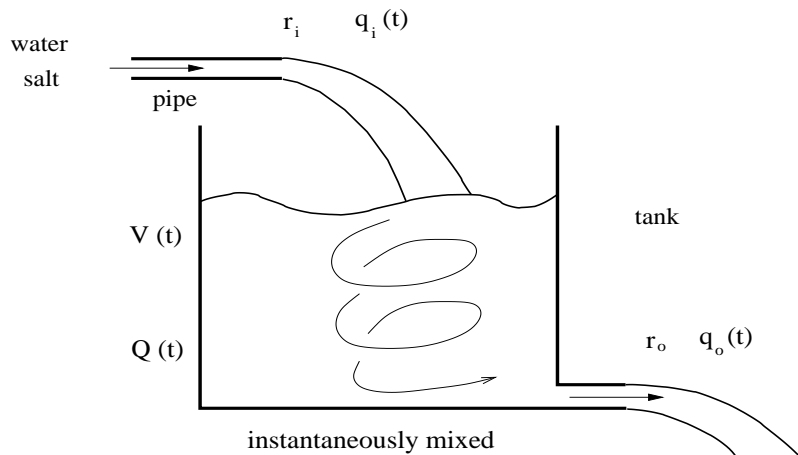 r_i q_i(t)
water
salt
pipe
V (t)
tank
Q (t)
r_o q_o(t)
instantaneously mixed